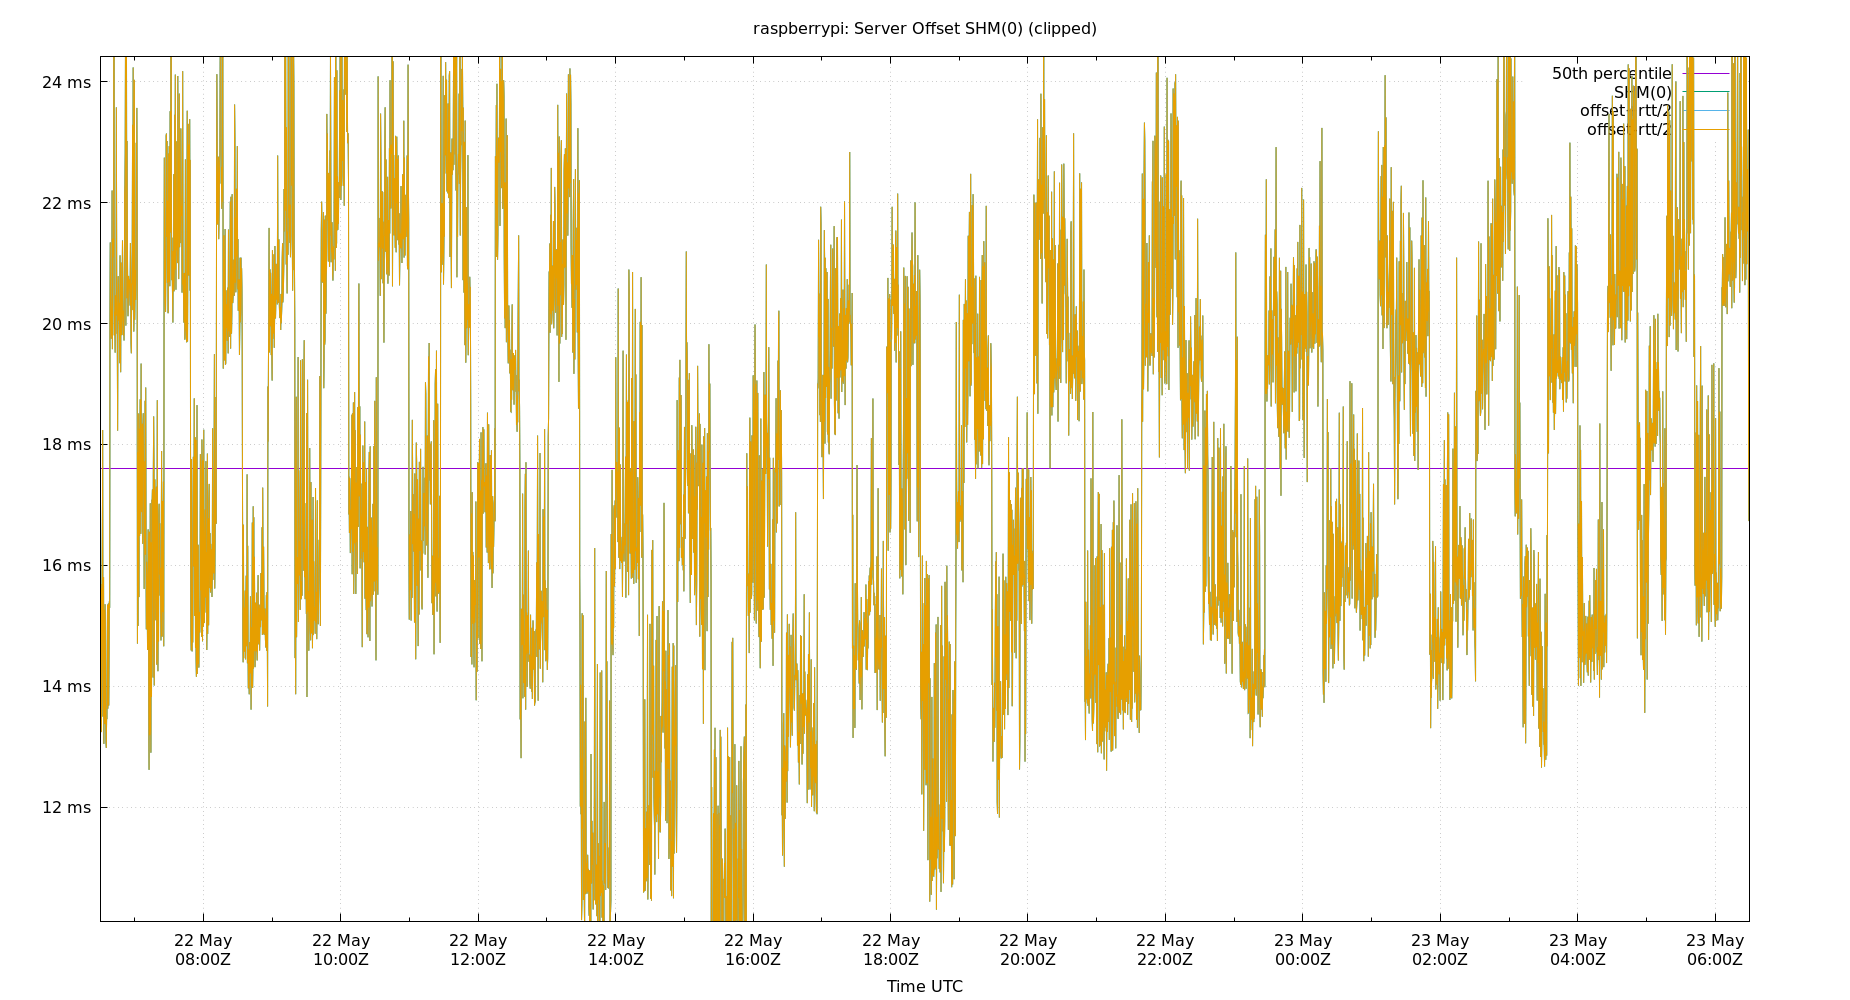 raspberrypi: Server Offset SHM(0) (clipped)
24 ms
22 ms
20 ms
18 ms
16 ms
14 ms
12 ms
50th percentile
SHM(0)
offset-rtt/2
offset+rtt/2
22 May 08:00Z
22 May 10:00Z
22 May 12:00Z
22 May 14:00Z
22 May 16:00Z
22 May 18:00Z
22 May 20:00Z
22 May 22:00Z
23 May 00:00Z
23 May 02:00Z
23 May 04:00Z
23 May 06:00Z
Time UTC